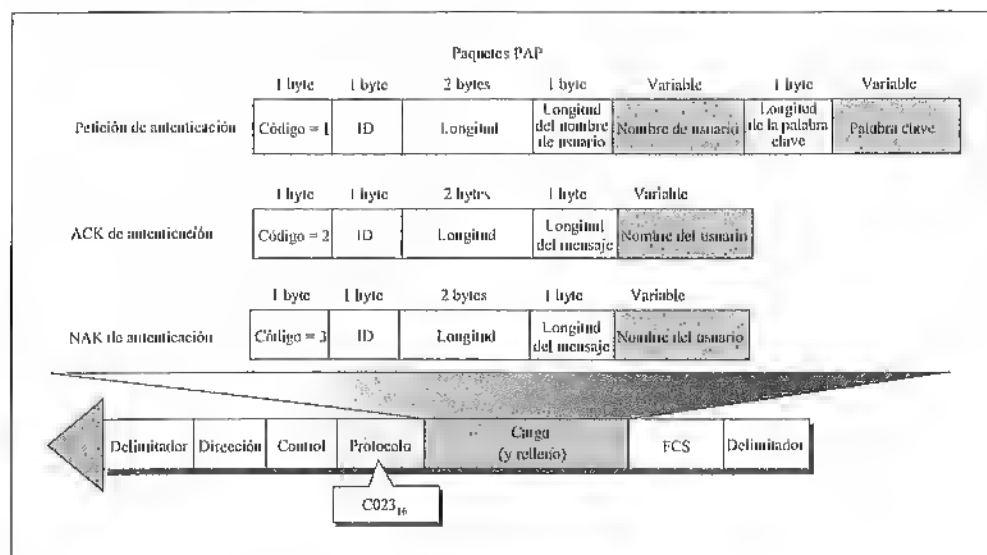 Paquetes PAP
1 byte 1 byte 2 bytes 1 byte Variable 1 byte Variable
Petición de autenticación
Código = 1
ID
Longitud
Longitud
del nombre
de usuario
Nombre de usuario
Longitud
de la palabra
clave
Palabra clave
1 byte 1 byte 2 bytes 1 byte Variable
ACK de autenticación
Código = 2
ID
Longitud
Longitud
del mensaje
Nombre del usuario
1 byte 1 byte 2 bytes 1 byte Variable
NAK de autenticación
Código = 3
ID
Longitud
Longitud
del mensaje
Nombre del usuario
Delimitador
Dirección
Control
Protocolo
Carga
(y relleno)
FCS
Delimitador
C023₁₆